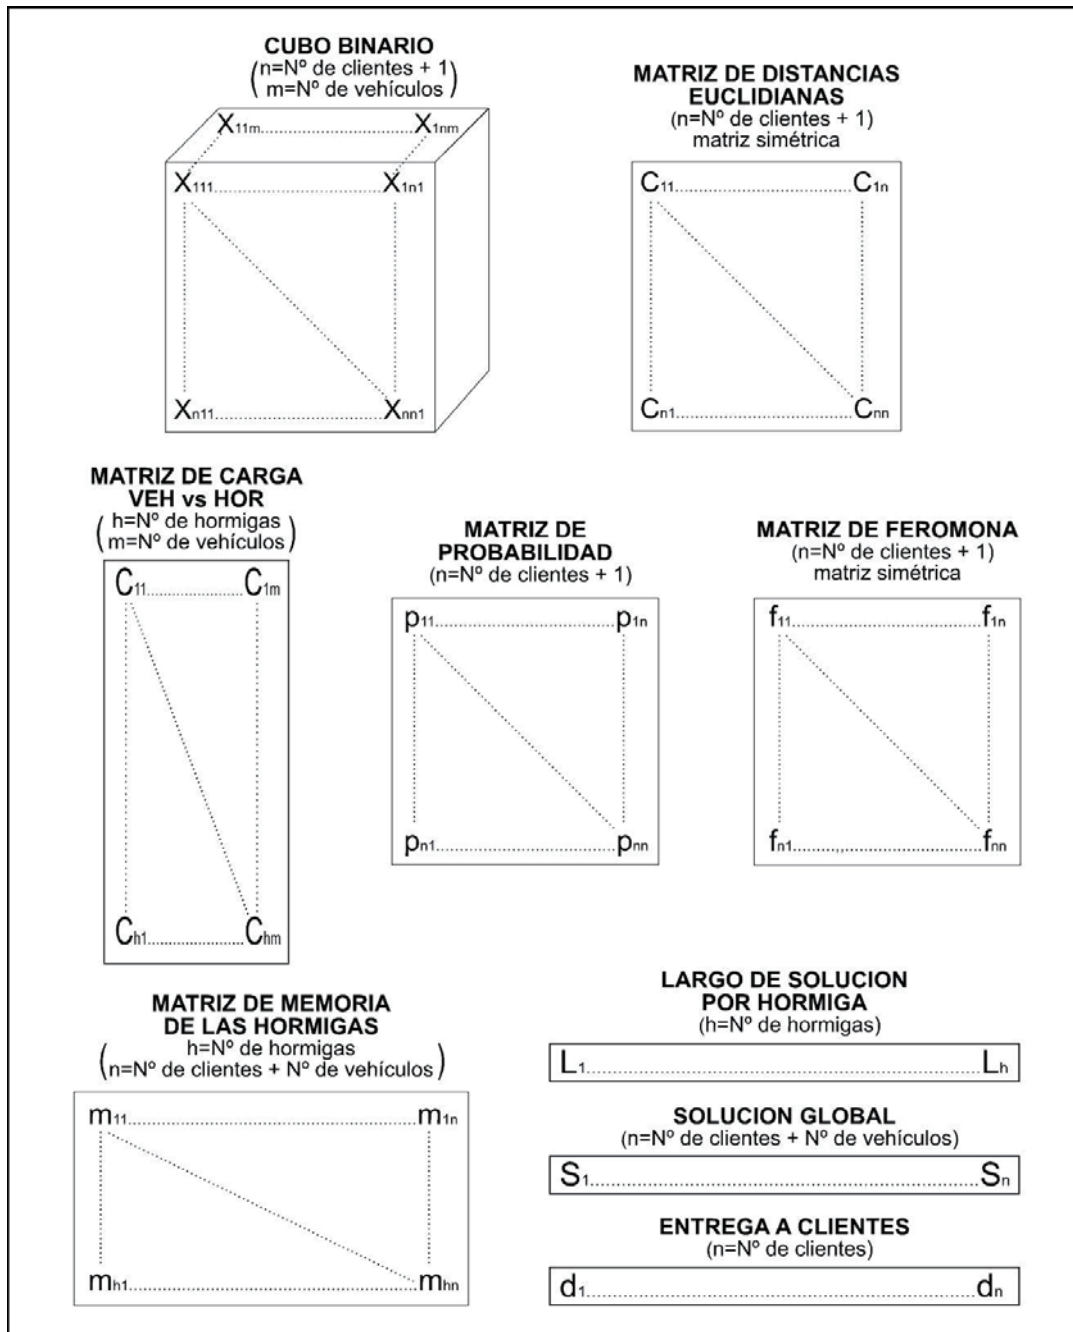 CUBO BINARIO
(n=Nº de clientes + 1
m=Nº de vehículos)
X11m......................X1nm
X111......................X1n1
Xn11......................Xnn1
MATRIZ DE DISTANCIAS
EUCLIDIANAS
(n=Nº de clientes + 1)
matriz simétrica
C11......................C1n
Cn1......................Cnn
MATRIZ DE CARGA
VEH vs HOR
(h=Nº de hormigas
m=Nº de vehículos)
C11................C1m
Ch1................Chm
MATRIZ DE
PROBABILIDAD
(n=Nº de clientes + 1)
p11......................p1n
pn1......................pnn
MATRIZ DE FEROMONA
(n=Nº de clientes + 1)
matriz simétrica
f11......................f1n
fn1......................fnn
MATRIZ DE MEMORIA
DE LAS HORMIGAS
(h=Nº de hormigas
n=Nº de clientes + Nº de vehículos)
m11......................m1n
mh1......................mhn
LARGO DE SOLUCION
POR HORMIGA
(h=Nº de hormigas)
L1......................Lh
SOLUCION GLOBAL
(n=Nº de clientes + Nº de vehículos)
S1......................Sn
ENTREGA A CLIENTES
(n=Nº de clientes)
d1......................dn